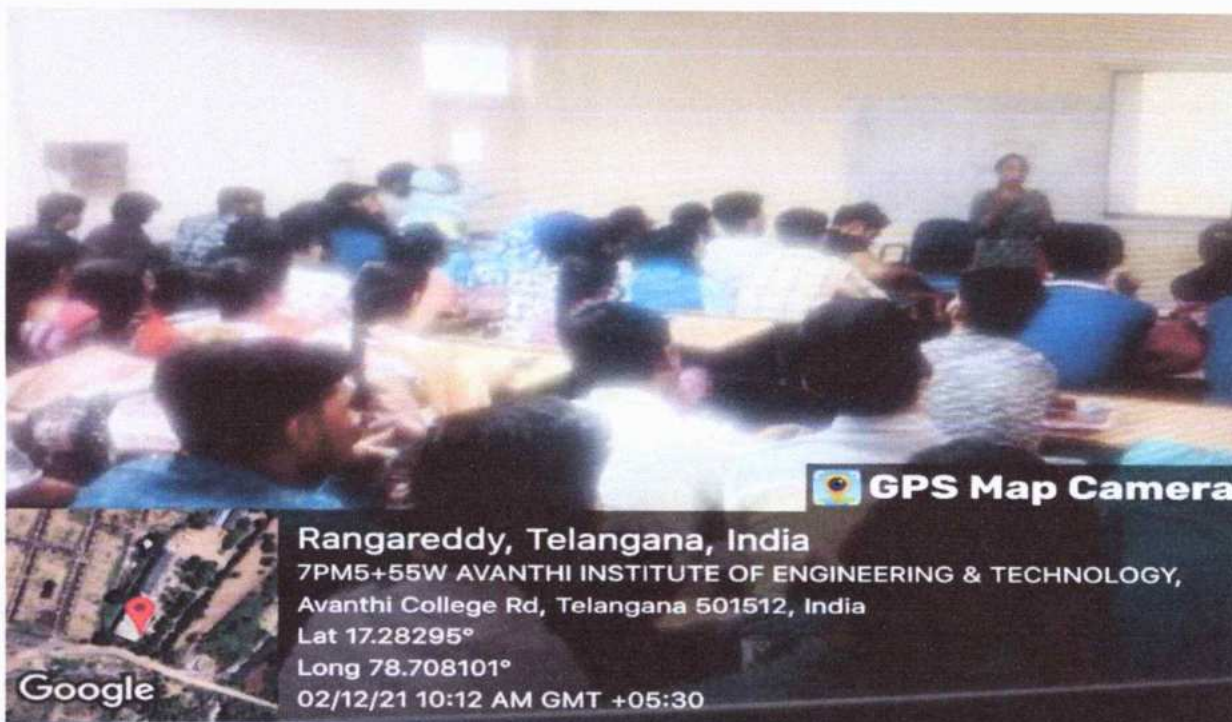 GPS Map Camera
Rangareddy, Telangana, India
7PM5+55W AVANTHI INSTITUTE OF ENGINEERING & TECHNOLOGY,
Avanthi College Rd, Telangana 501512, India
Lat 17.28295°
Long 78.708101°
02/12/21 10:12 AM GMT +05:30
Google